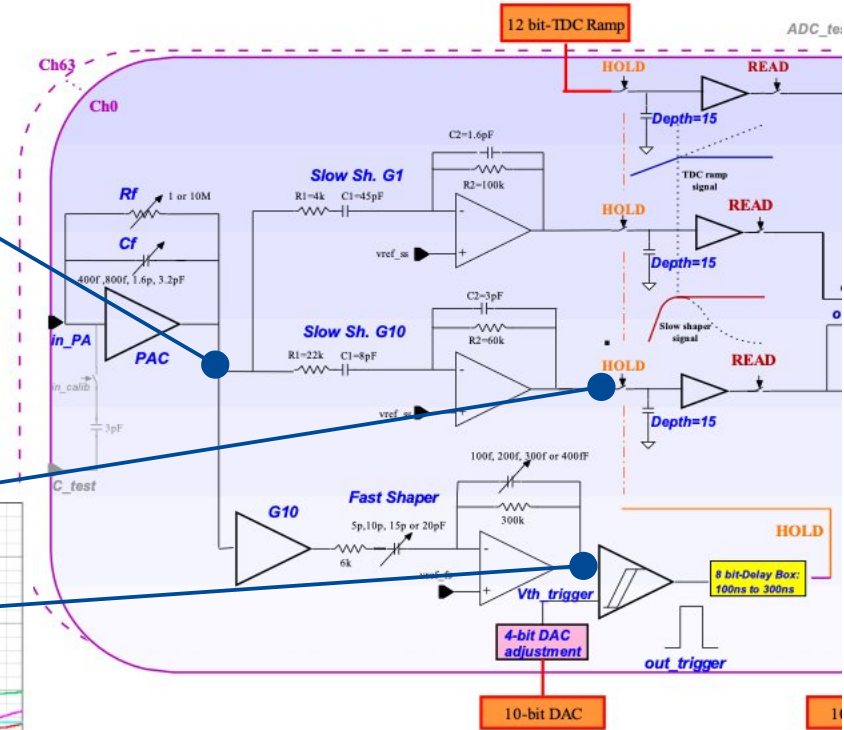 12 bit-TDC Ramp
ADC_tes
Ch63
Ch0
HOLD
READ
Depth=15
C2=1.6pF
Slow Sh. G1
R1=4k
C1=45pF
R2=100k
TDC ramp
signal
Rf
1 or 10M
HOLD
READ
Cf
vref_ss
400f ,800f, 1.6p, 3.2pF
Depth=15
C2=3pF
in_PA
PAC
Slow Sh. G10
R1=22k
C1=8pF
R2=60k
Slow shaper
signal
o
HOLD
READ
in_calib
vref_ss
3pF
Depth=15
C_test
100f, 200f, 300f or 400fF
Fast Shaper
G10
5p,10p, 15p or 20pF
300k
6k
HOLD
8 bit-Delay Box:
100ns to 300ns
Vth_trigger
4-bit DAC
adjustment
out_trigger
10-bit DAC
10